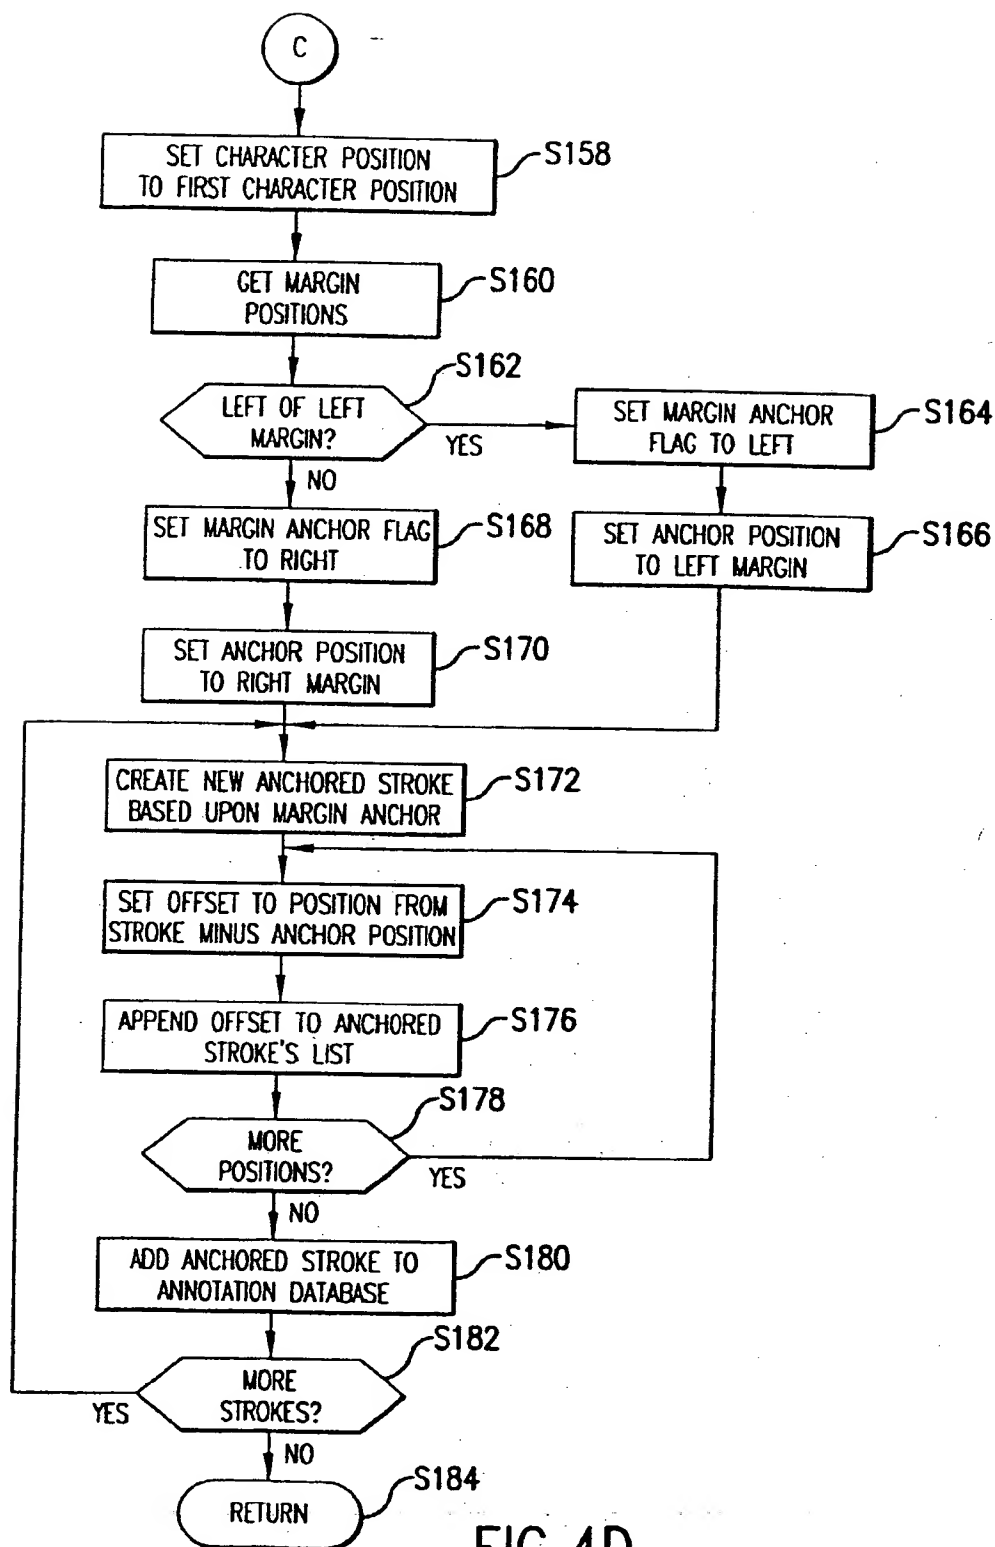 C
SET CHARACTER POSITION
TO FIRST CHARACTER POSITION
S158
GET MARGIN
POSITIONS
S160
LEFT OF LEFT
MARGIN?
S162
YES
NO
SET MARGIN ANCHOR
FLAG TO LEFT
S164
SET ANCHOR POSITION
TO LEFT MARGIN
S166
SET MARGIN ANCHOR FLAG
TO RIGHT
S168
SET ANCHOR POSITION
TO RIGHT MARGIN
S170
CREATE NEW ANCHORED STROKE
BASED UPON MARGIN ANCHOR
S172
SET OFFSET TO POSITION FROM
STROKE MINUS ANCHOR POSITION
S174
APPEND OFFSET TO ANCHORED
STROKE'S LIST
S176
MORE
POSITIONS?
S178
YES
NO
ADD ANCHORED STROKE TO
ANNOTATION DATABASE
S180
MORE
STROKES?
S182
YES
NO
RETURN
S184
FIG. 4D